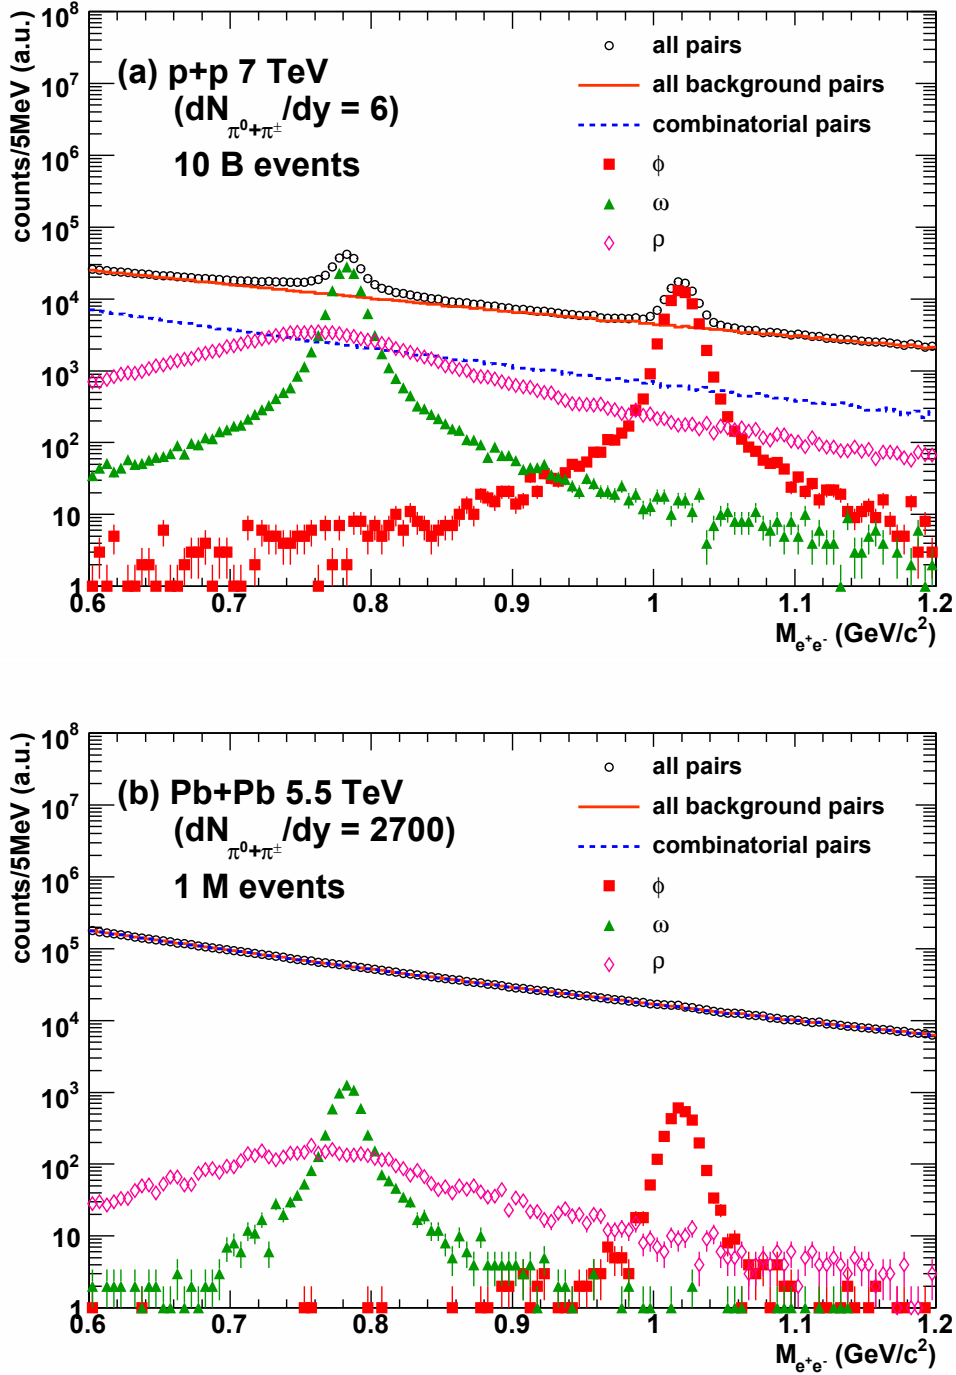 counts/5MeV (a.u.)
10^8
10^7
10^6
10^5
10^4
10^3
10^2
10
1
(a) p+p 7 TeV
(dN_{π^0+π^±}/dy = 6)
10 B events
all pairs
all background pairs
combinatorial pairs
ϕ
ω
ρ
0.6 0.7 0.8 0.9 1 1.1 1.2
M_{e^+e^-} (GeV/c^2)
counts/5MeV (a.u.)
10^8
10^7
10^6
10^5
10^4
10^3
10^2
10
1
(b) Pb+Pb 5.5 TeV
(dN_{π^0+π^±}/dy = 2700)
1 M events
all pairs
all background pairs
combinatorial pairs
ϕ
ω
ρ
0.6 0.7 0.8 0.9 1 1.1 1.2
M_{e^+e^-} (GeV/c^2)